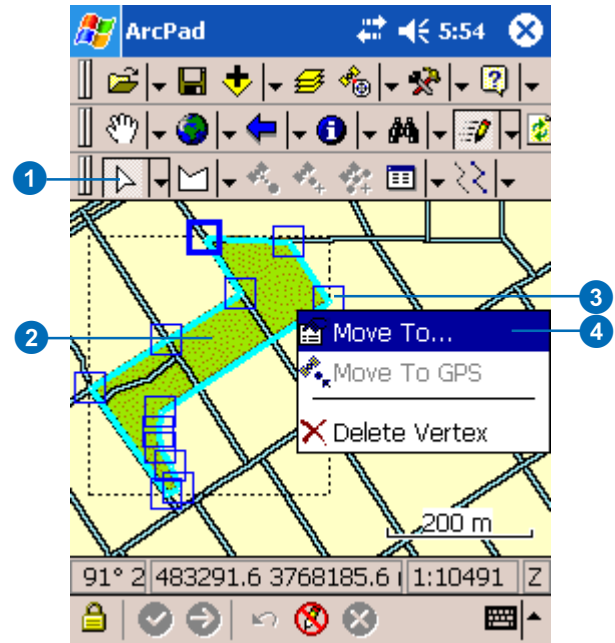 ArcPad 5:54
1
2
3
Move To... 4
Move To GPS
Delete Vertex
200 m
91° 2 483291.6 3768185.6 1:10491 Z